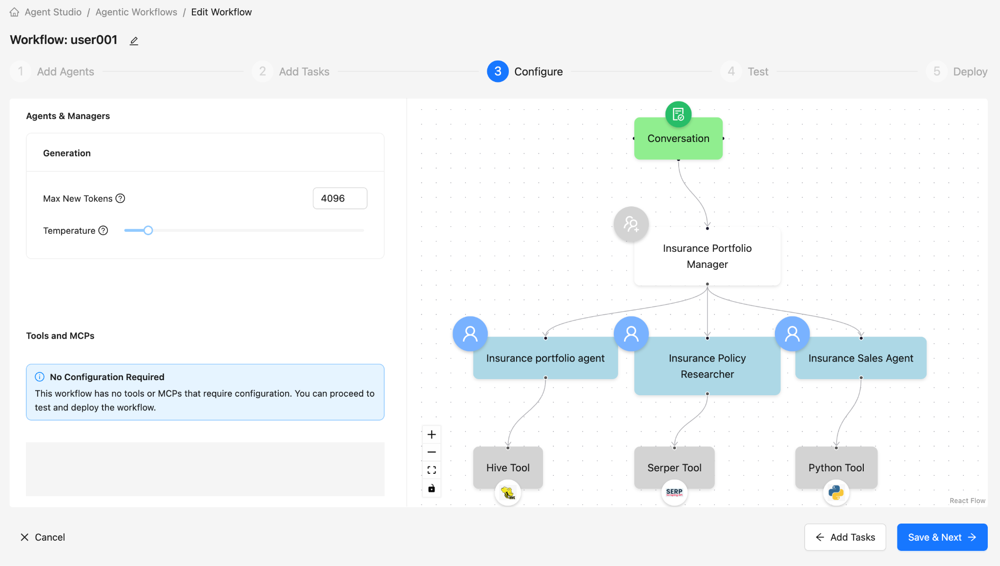 Agent Studio / Agentic Workflows / Edit Workflow
Workflow: user001
1 Add Agents
2 Add Tasks
3 Configure
4 Test
5 Deploy
Agents & Managers
Generation
Max New Tokens
4096
Temperature
Tools and MCPs
No Configuration Required
This workflow has no tools or MCPs that require configuration. You can proceed to
test and deploy the workflow.
Conversation
Insurance Portfolio
Manager
Insurance portfolio agent
Insurance Policy
Researcher
Insurance Sales Agent
Hive Tool
HIVE
Serper Tool
SERP
Scraping API
Python Tool
React Flow
Cancel
Add Tasks
Save & Next